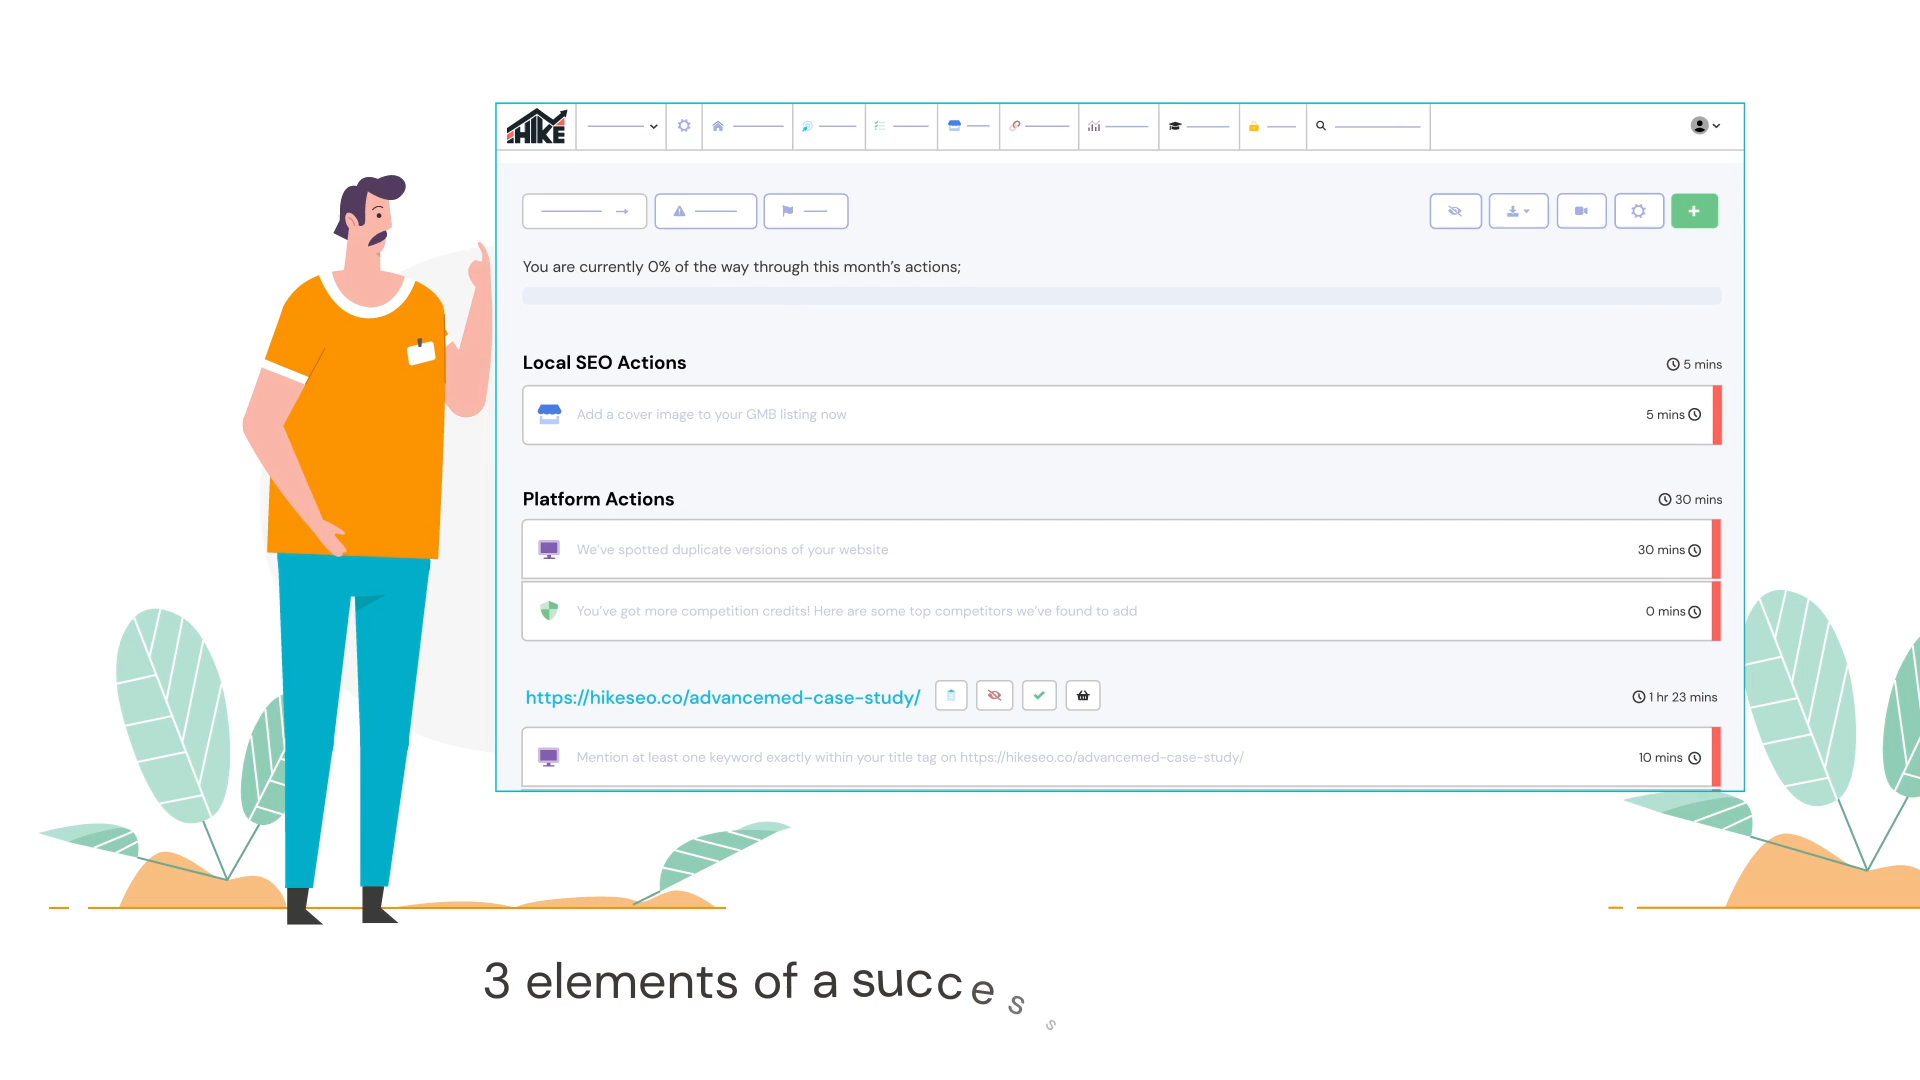 HIKE
You are currently 0% of the way through this month's actions;
Local SEO Actions
5 mins
Add a cover image to your GMB listing now
5 mins
Platform Actions
30 mins
We've spotted duplicate versions of your website
30 mins
You've got more competition credits! Here are some top competitors we've found to add
0 mins
https://hikeseo.co/advancemed-case-study/
1 hr 23 mins
Mention at least one keyword exactly within your title tag on https://hikeseo.co/advancemed-case-study/
10 mins
3 elements of a success